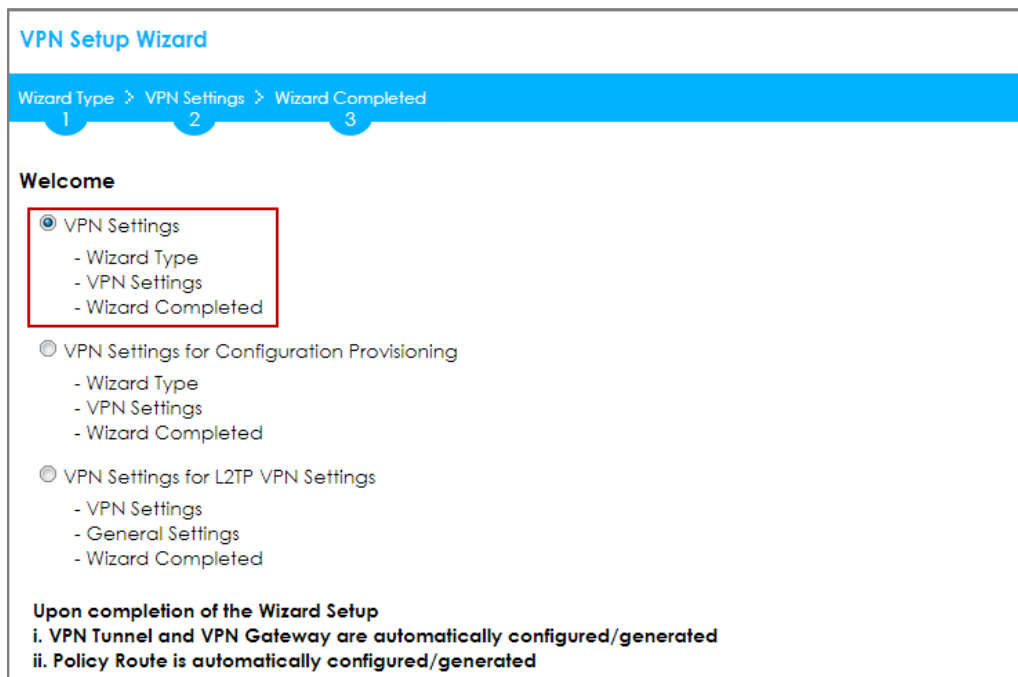 VPN Setup Wizard
Wizard Type > VPN Settings > Wizard Completed
1 2 3
Welcome
VPN Settings
- Wizard Type
- VPN Settings
- Wizard Completed
VPN Settings for Configuration Provisioning
- Wizard Type
- VPN Settings
- Wizard Completed
VPN Settings for L2TP VPN Settings
- VPN Settings
- General Settings
- Wizard Completed
Upon completion of the Wizard Setup
i. VPN Tunnel and VPN Gateway are automatically configured/generated
ii. Policy Route is automatically configured/generated